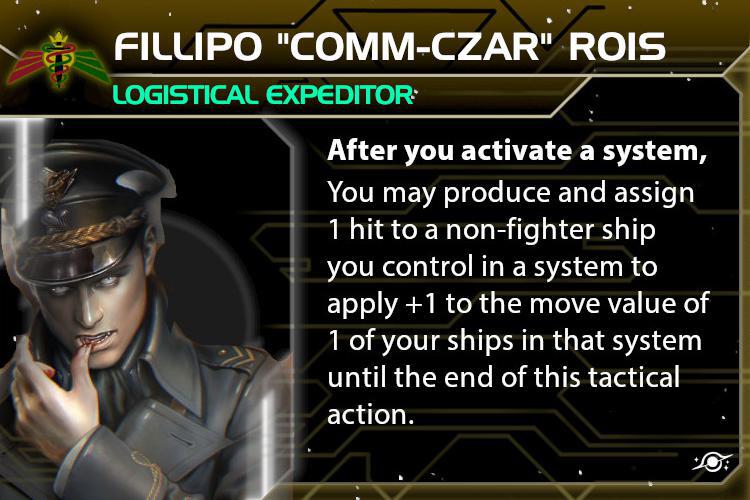 FILLIPO "COMM-CZAR" ROIS
LOGISTICAL EXPEDITOR
After you activate a system,
You may produce and assign
1 hit to a non-fighter ship
you control in a system to
apply +1 to the move value of
1 of your ships in that system
until the end of this tactical
action.